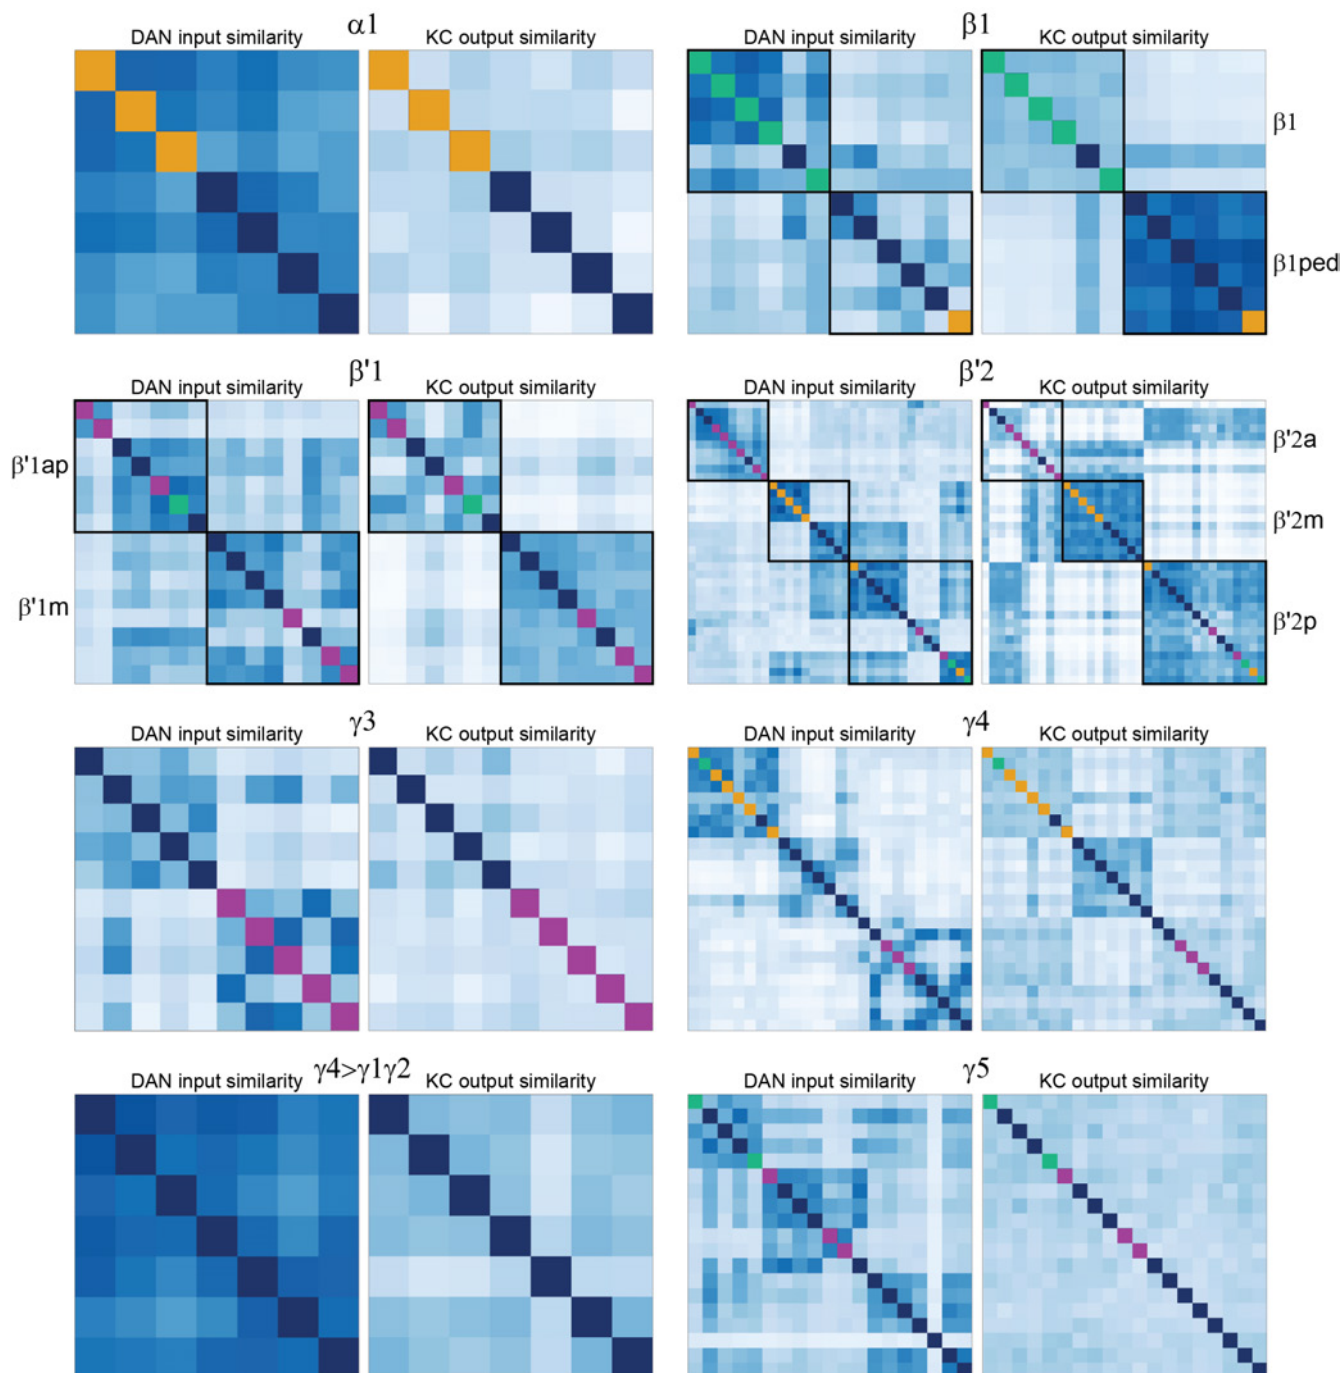 α1
DAN input similarity
KC output similarity
β1
DAN input similarity
KC output similarity
β1
β1ped
β'1
DAN input similarity
KC output similarity
β'1ap
β'1m
β'2
DAN input similarity
KC output similarity
β'2a
β'2m
β'2p
γ3
DAN input similarity
KC output similarity
γ4
DAN input similarity
KC output similarity
γ4>γ1γ2
DAN input similarity
KC output similarity
γ5
DAN input similarity
KC output similarity